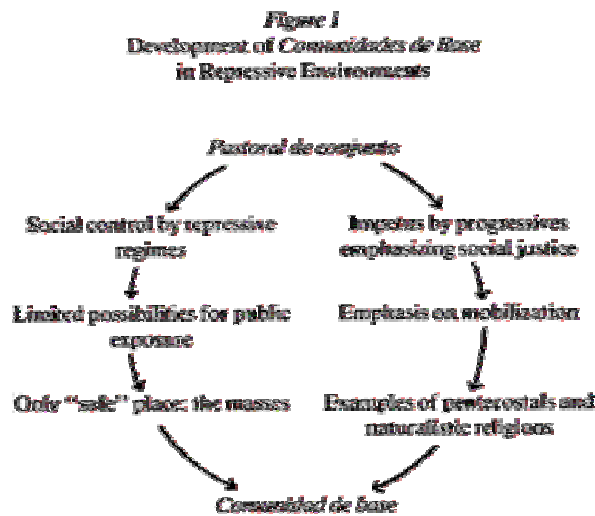 Figure 1
Development of Comunidades de Base
in Repressive Environments
Pastoral de conjunto
Social control by repressive
regimes
Impetus by progressives
emphasizing social justice
Limited possibilities for public
exposure
Emphasis on mobilization
Only "safe" place: the masses
Examples of pentecostals and
naturalistic religions
Comunidad de base